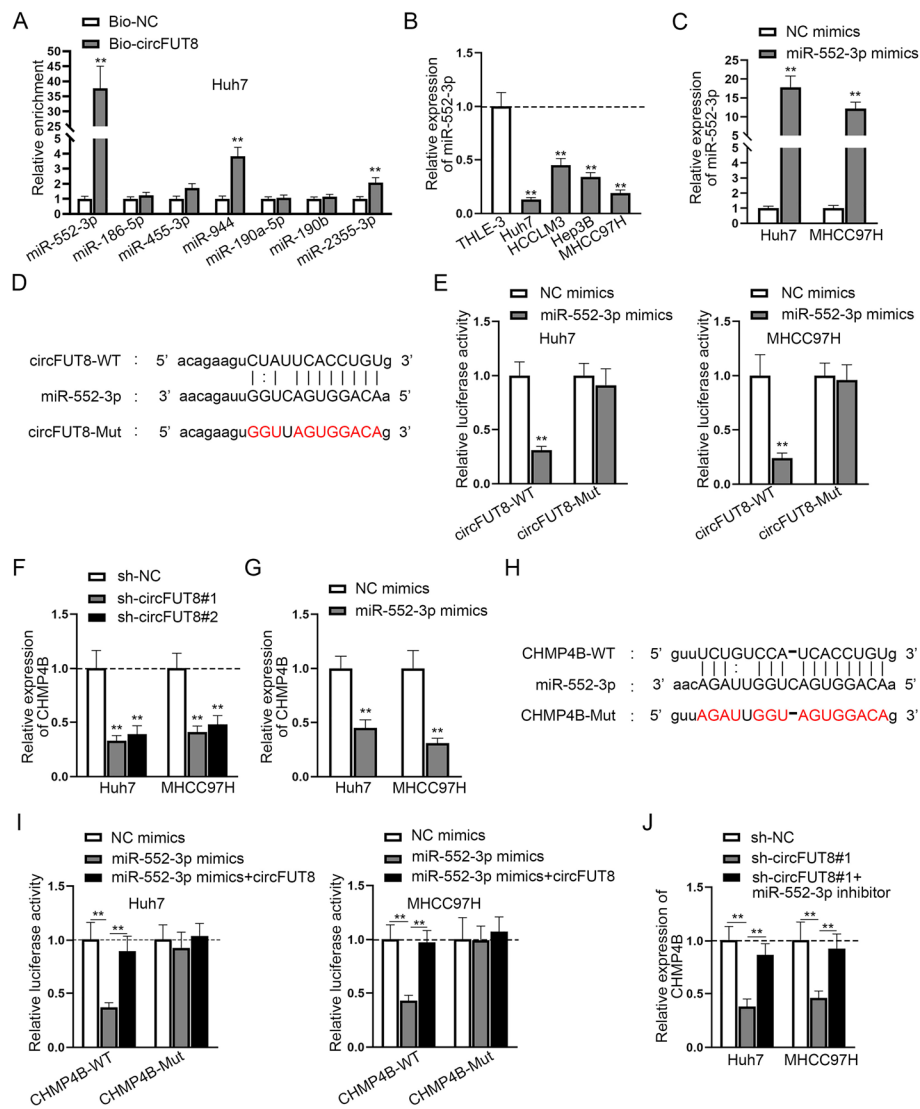 A
Bio-NC
Bio-circFUT8
Huh7
Relative enrichment
45
40
35
30
25
20
15
10
6
4
2
0
**
**
**
miR-552-3p
miR-186-5p
miR-455-3p
miR-944
miR-190a-5p
miR-190b
miR-2355-3p
B
Relative expression
of miR-552-3p
1.5
1.0
0.5
0.0
**
**
**
**
THLE-3
Huh7
HCCLM3
Hep3B
MHCC97H
C
NC mimics
miR-552-3p mimics
Relative expression
of miR-552-3p
25
20
15
10
5
4
3
2
1
0
**
**
Huh7
MHCC97H
D
circFUT8-WT : 5' acagaaguCUAUUCACCUGUg 3'
miR-552-3p : 3' aacagauuGGUCAGUGGACAa 5'
circFUT8-Mut : 5' acagaaguGGUUAGUGGACAg 3'
E
NC mimics
miR-552-3p mimics
Huh7
Relative luciferase activity
1.5
1.0
0.5
0.0
**
circFUT8-WT
circFUT8-Mut
NC mimics
miR-552-3p mimics
MHCC97H
Relative luciferase activity
1.5
1.0
0.5
0.0
**
circFUT8-WT
circFUT8-Mut
F
sh-NC
sh-circFUT8#1
sh-circFUT8#2
Relative expression
of CHMP4B
1.5
1.0
0.5
0.0
** **
** **
Huh7
MHCC97H
G
NC mimics
miR-552-3p mimics
Relative expression
of CHMP4B
1.5
1.0
0.5
0.0
**
**
Huh7
MHCC97H
H
CHMP4B-WT : 5' guuUCUGUCCA-UCACCUGUg 3'
miR-552-3p : 3' aacAGAUUGGUCAGUGGACAa 5'
CHMP4B-Mut : 5' guuAGAUUGGU-AGUGGACAg 3'
I
NC mimics
miR-552-3p mimics
miR-552-3p mimics+circFUT8
Huh7
Relative luciferase activity
1.5
1.0
0.5
0.0
**
**
CHMP4B-WT
CHMP4B-Mut
NC mimics
miR-552-3p mimics
miR-552-3p mimics+circFUT8
MHCC97H
Relative luciferase activity
1.5
1.0
0.5
0.0
**
**
CHMP4B-WT
CHMP4B-Mut
J
sh-NC
sh-circFUT8#1
sh-circFUT8#1+
miR-552-3p inhibitor
Relative expression of
CHMP4B
1.5
1.0
0.5
0.0
**
**
**
**
Huh7
MHCC97H